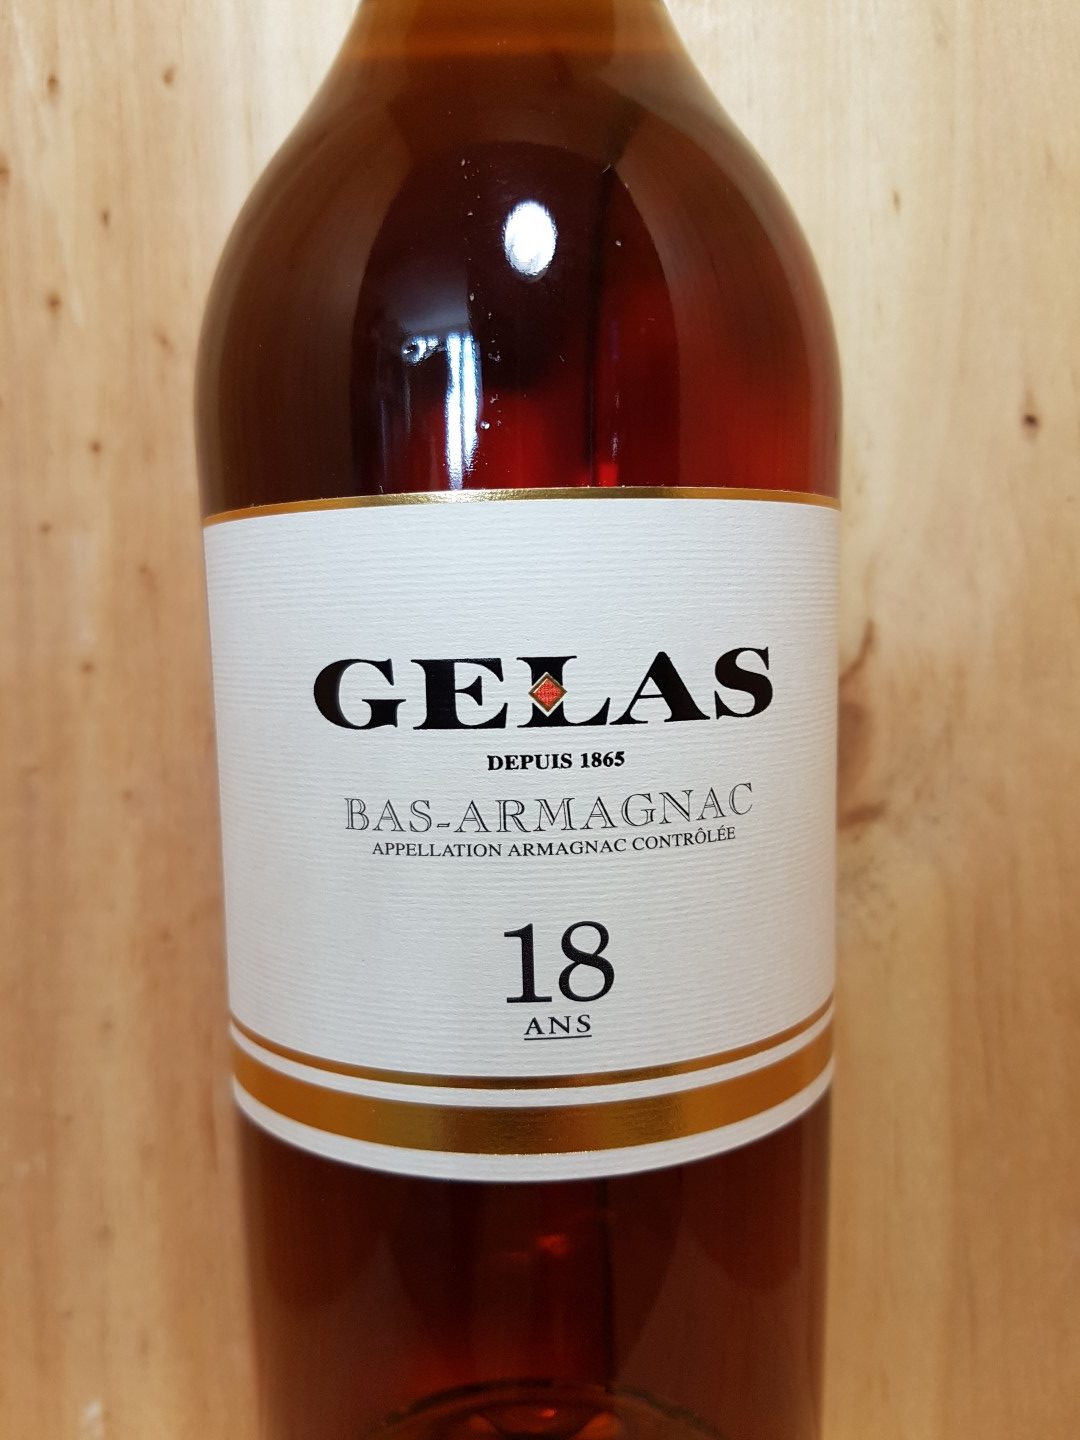 GELAS
DEPUIS 1865
BAS-ARMAGNAC
APPELLATION ARMAGNAC CONTRÔLÉE
18
ANS